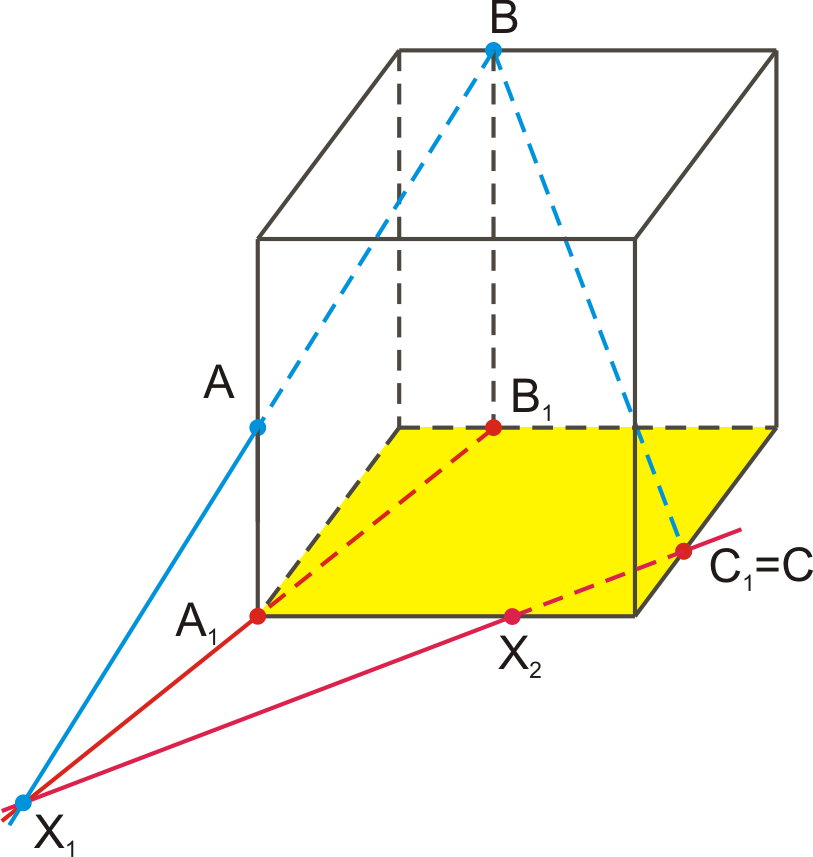 B
A
B₁
C₁=C
A₁
X₂
X₁